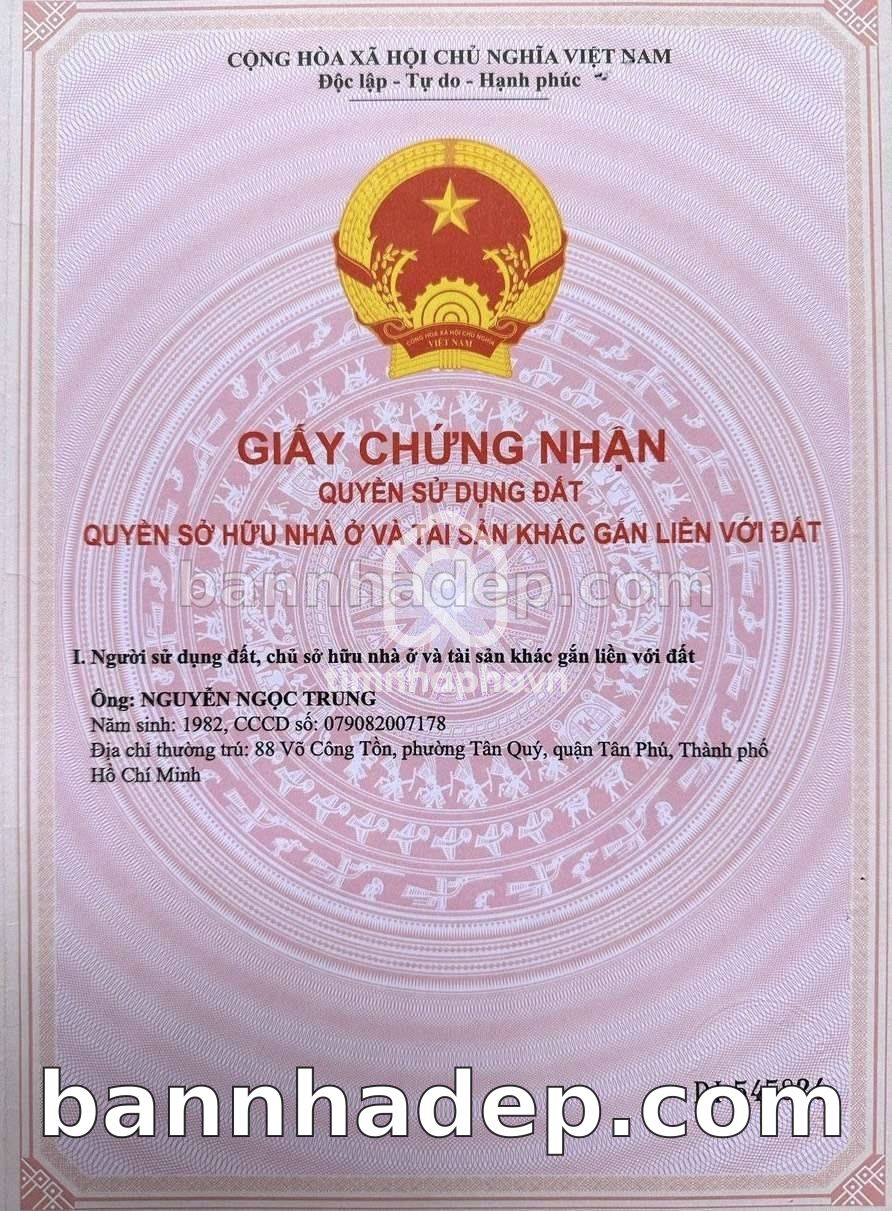 CỘNG HÒA XÃ HỘI CHỦ NGHĨA VIỆT NAM
Độc lập - Tự do - Hạnh phúc
CỘNG HÒA XÃ HỘI CHỦ NGHĨA
VIỆT NAM
GIẤY CHỨNG NHẬN
QUYỀN SỬ DỤNG ĐẤT
QUYỀN SỞ HỮU NHÀ Ở VÀ TÀI SẢN KHÁC GẮN LIỀN VỚI ĐẤT
bannhadep.com
I. Người sử dụng đất, chủ sở hữu nhà ở và tài sản khác gắn liền với đất
timnhapho.vn
Ông: NGUYỄN NGỌC TRUNG
Năm sinh: 1982, CCCD số: 079082007178
Địa chỉ thường trú: 88 Võ Công Tồn, phường Tân Quý, quận Tân Phú, Thành phố
Hồ Chí Minh
bannhadep.com